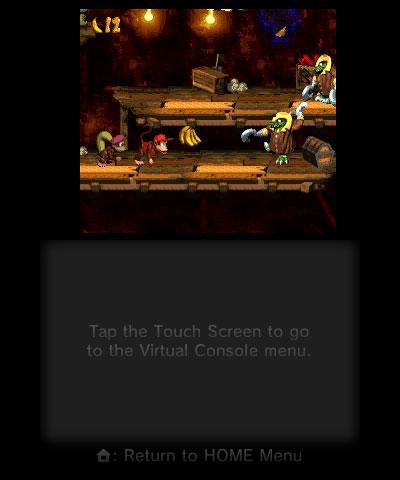 12
Tap the Touch Screen to go
to the Virtual Console menu.
: Return to HOME Menu